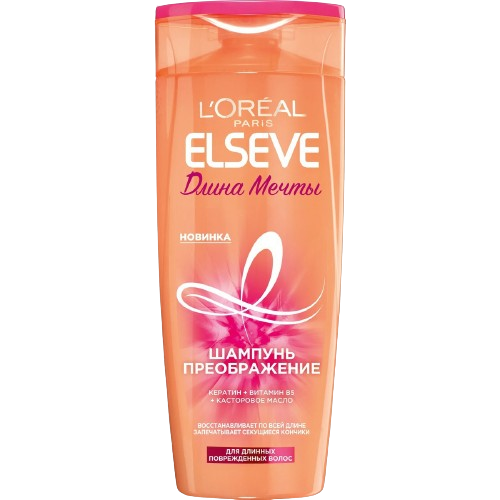 L'ORÉAL
PARIS
ELSEVE
Длина Мечты
НОВИНКА
ШАМПУНЬ
ПРЕОБРАЖЕНИЕ
КЕРАТИН + ВИТАМИН B5
+ КАСТОРОВОЕ МАСЛО
ВОССТАНАВЛИВАЕТ ПО ВСЕЙ ДЛИНЕ
ЗАПЕЧАТЫВАЕТ СЕКУЩИЕСЯ КОНЧИКИ
ДЛЯ ДЛИННЫХ
ПОВРЕЖДЕННЫХ ВОЛОС